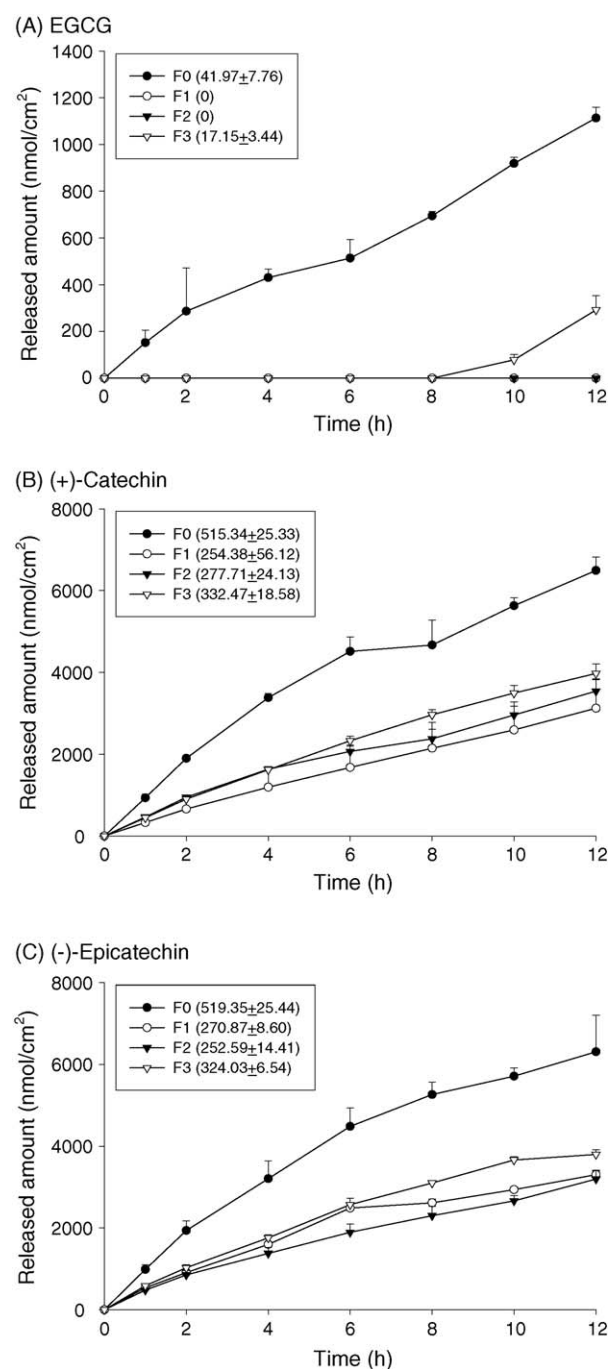 (A) EGCG
1400
1200
1000
800
600
400
200
0
F0 (41.97±7.76)
F1 (0)
F2 (0)
F3 (17.15±3.44)
Released amount (nmol/cm²)
0 2 4 6 8 10 12
Time (h)
(B) (+)-Catechin
8000
6000
4000
2000
0
F0 (515.34±25.33)
F1 (254.38±56.12)
F2 (277.71±24.13)
F3 (332.47±18.58)
Released amount (nmol/cm²)
0 2 4 6 8 10 12
Time (h)
(C) (-)-Epicatechin
8000
6000
4000
2000
0
F0 (519.35±25.44)
F1 (270.87±8.60)
F2 (252.59±14.41)
F3 (324.03±6.54)
Released amount (nmol/cm²)
0 2 4 6 8 10 12
Time (h)